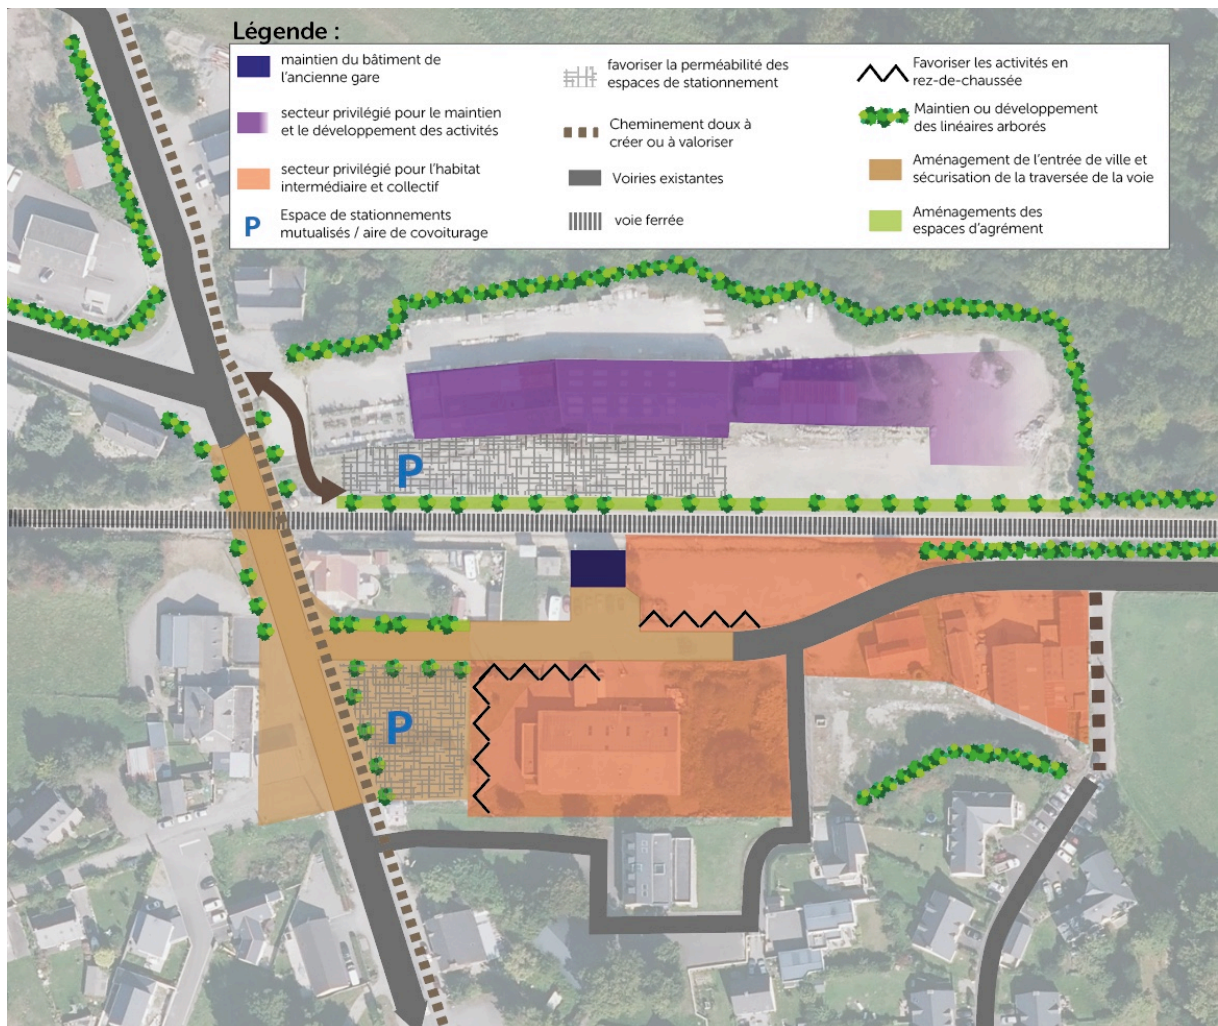 Légende :
maintien du bâtiment de
l'ancienne gare
secteur privilégié pour le maintien
et le développement des activités
secteur privilégié pour l'habitat
intermédiaire et collectif
P
Espace de stationnements
mutualisés / aire de covoiturage
favoriser la perméabilité des
espaces de stationnement
Cheminement doux à
créer ou à valoriser
Voiries existantes
voie ferrée
Favoriser les activités en
rez-de-chaussée
Maintien ou développement
des linéaires arborés
Aménagement de l'entrée de ville et
sécurisation de la traversée de la voie
Aménagements des
espaces d'agrément
P
P